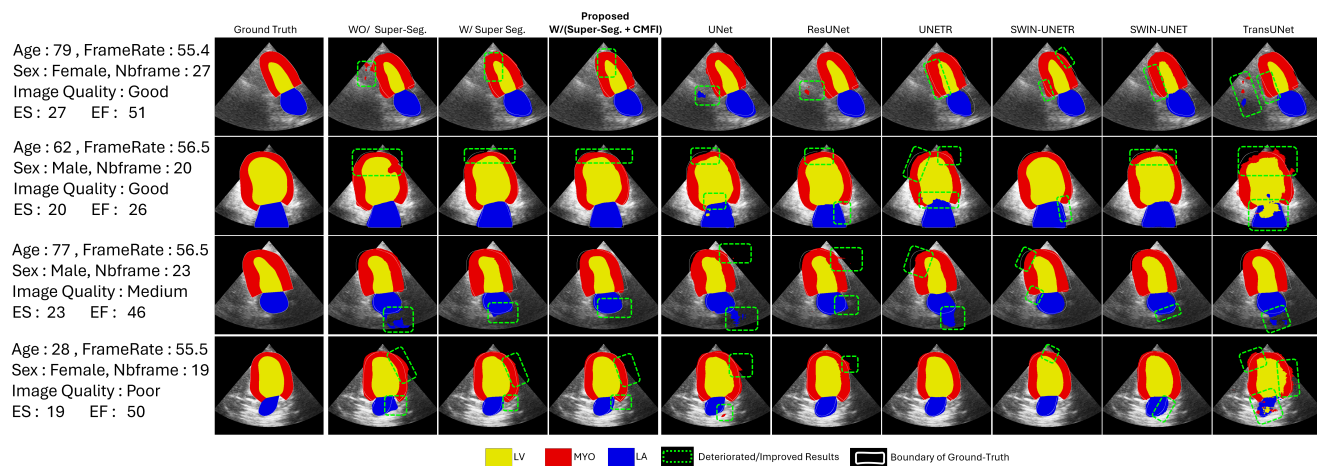 Proposed
Ground Truth WO/ Super-Seg. W/ Super Seg. W/(Super-Seg. + CMFI) UNet ResUNet UNETR SWIN-UNETR SWIN-UNET TransUNet
Age : 79 , FrameRate : 55.4
Sex : Female, Nbframe : 27
Image Quality : Good
ES : 27 EF : 51
Age : 62 , FrameRate : 56.5
Sex : Male, Nbframe : 20
Image Quality : Good
ES : 20 EF : 26
Age : 77 , FrameRate : 56.5
Sex : Male, Nbframe : 23
Image Quality : Medium
ES : 23 EF : 46
Age : 28 , FrameRate : 55.5
Sex : Female, Nbframe : 19
Image Quality : Poor
ES : 19 EF : 50
LV MYO LA Deteriorated/Improved Results Boundary of Ground-Truth